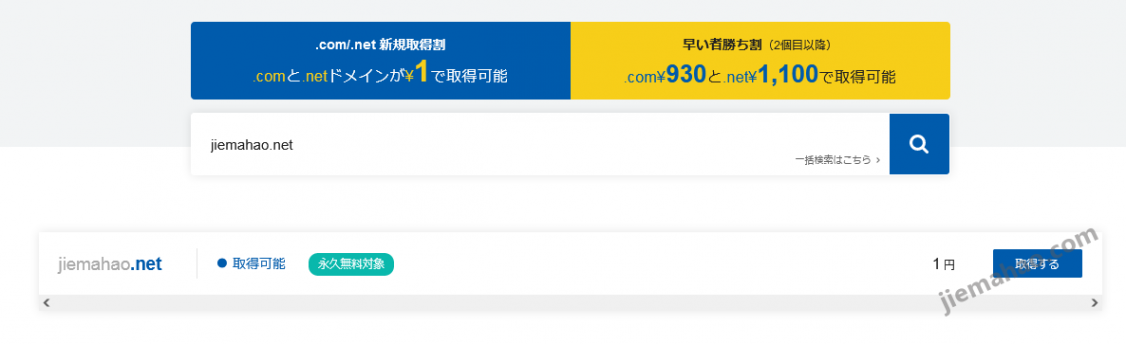 .com/.net 新規取得割
.comと.netドメインが¥1で取得可能
早い者勝ち割（2個目以降）
.com¥930と.net¥1,100で取得可能
jiemahao.net
一括検索はこちら ›
jiemahao.net
取得可能
永久無料対象
1 円
取得する
jiemahao.com